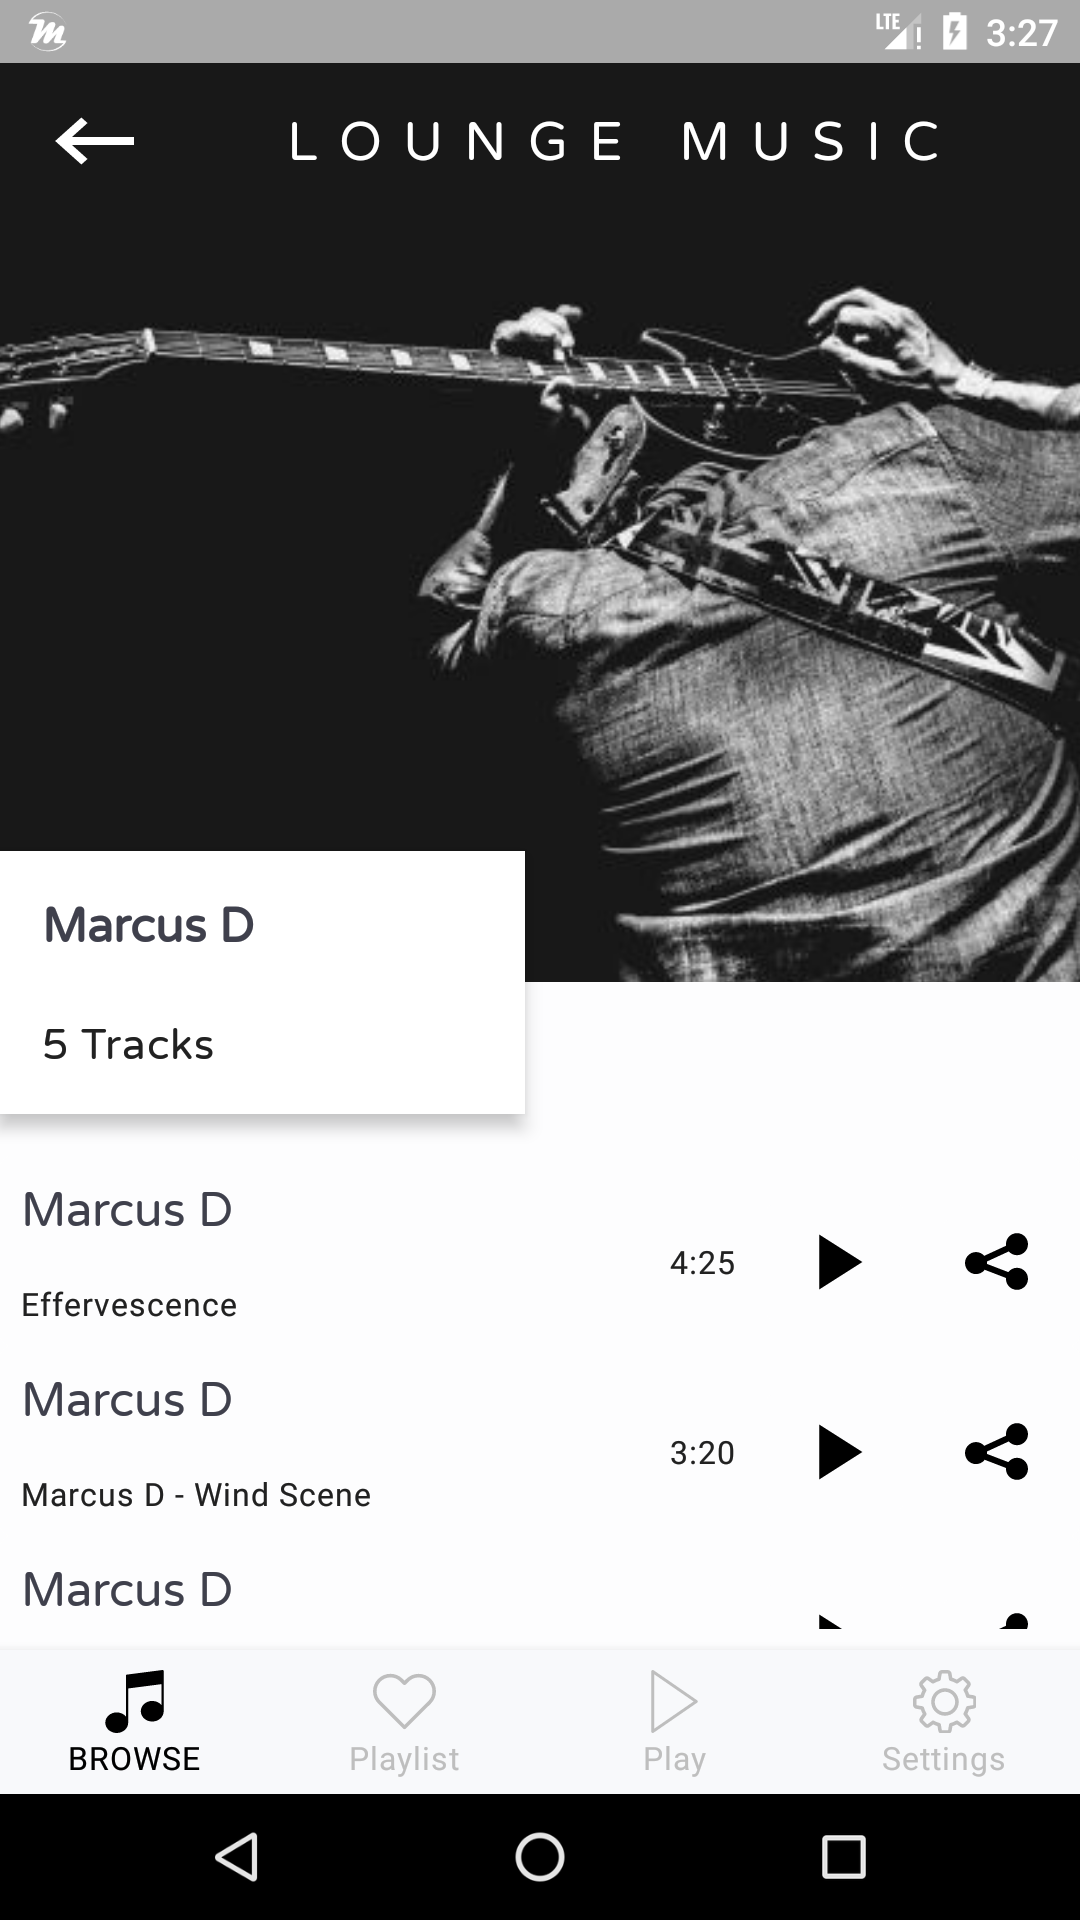 LTE 3:27
LOUNGE MUSIC
Marcus D
5 Tracks
Marcus D
4:25
Effervescence
Marcus D
3:20
Marcus D - Wind Scene
Marcus D
BROWSE Playlist Play Settings